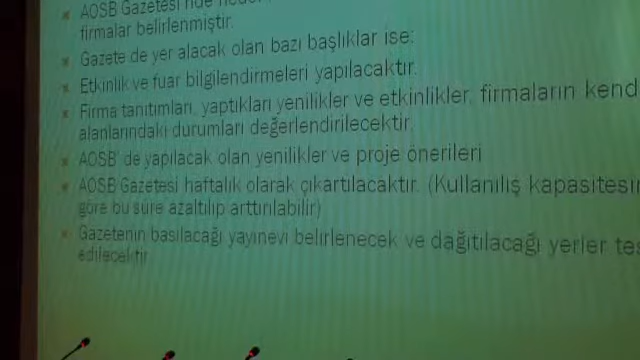 AOSB Gazetesi'nde
firmalar belirlenmiştir.
Gazete de yer alacak olan bazı başlıklar ise:
Etkinlik ve fuar bilgilendirmeleri yapılacaktır.
Firma tanıtımları, yaptıkları yenilikler ve etkinlikler, firmaların kend
alanlarındaki durumları değerlendirilecektir.
AOSB' de yapılacak olan yenilikler ve proje önerileri
AOSB Gazetesi haftalık olarak çıkartılacaktır. (Kullanılış kapasitesin
göre bu süre azaltılıp arttırılabilir)
Gazetenin basılacağı yayınevi belirlenecek ve dağıtılacağı yerler tes
edilecektir